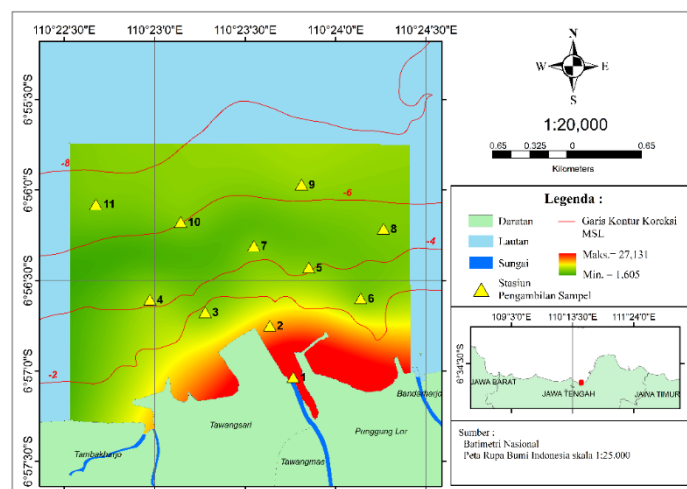 110°22'30"E 110°23'0"E 110°23'30"E 110°24'0"E 110°24'30"E
6°55'30"S
6°56'0"S
6°56'30"S
6°57'0"S
6°57'30"S
-8
-6
-4
-2
9
11
10
8
7
5
4
3
6
2
1
Tambakharjo
Tawangsari
Tawangmas
Punggung Lor
Bandarharjo
N
W E
S
1:20,000
0.65 0.325 0 0.65
Kilometers
Legenda :
Daratan
Lautan
Sungai
Stasiun
Pengambilan Sampel
Garis Kontur Koreksi
MSL
Maks.= 27,131
Min. = 1.605
109°3'0"E 110°13'30"E 111°24'0"E
6°34'30"S
JAWA BARAT
JAWA TENGAH
JAWA TIMUR
Sumber :
Batimetri Nasional
Peta Rupa Bumi Indonesia skala 1:25.000